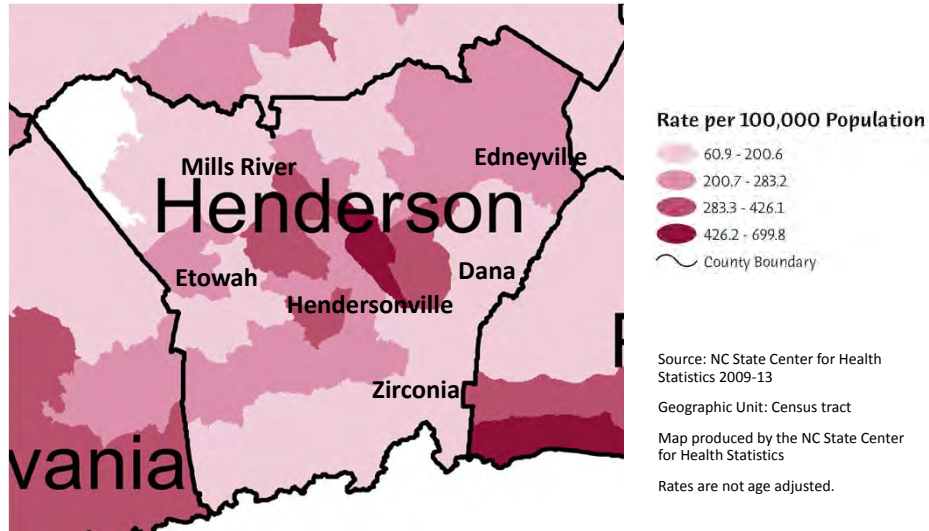 Mills River
Edneyville
Henderson
Etowah
Dana
Hendersonville
Zirconia
vania
Rate per 100,000 Population
60.9 - 200.6
200.7 - 283.2
283.3 - 426.1
426.2 - 699.8
County Boundary
Source: NC State Center for Health
Statistics 2009-13
Geographic Unit: Census tract
Map produced by the NC State Center
for Health Statistics
Rates are not age adjusted.